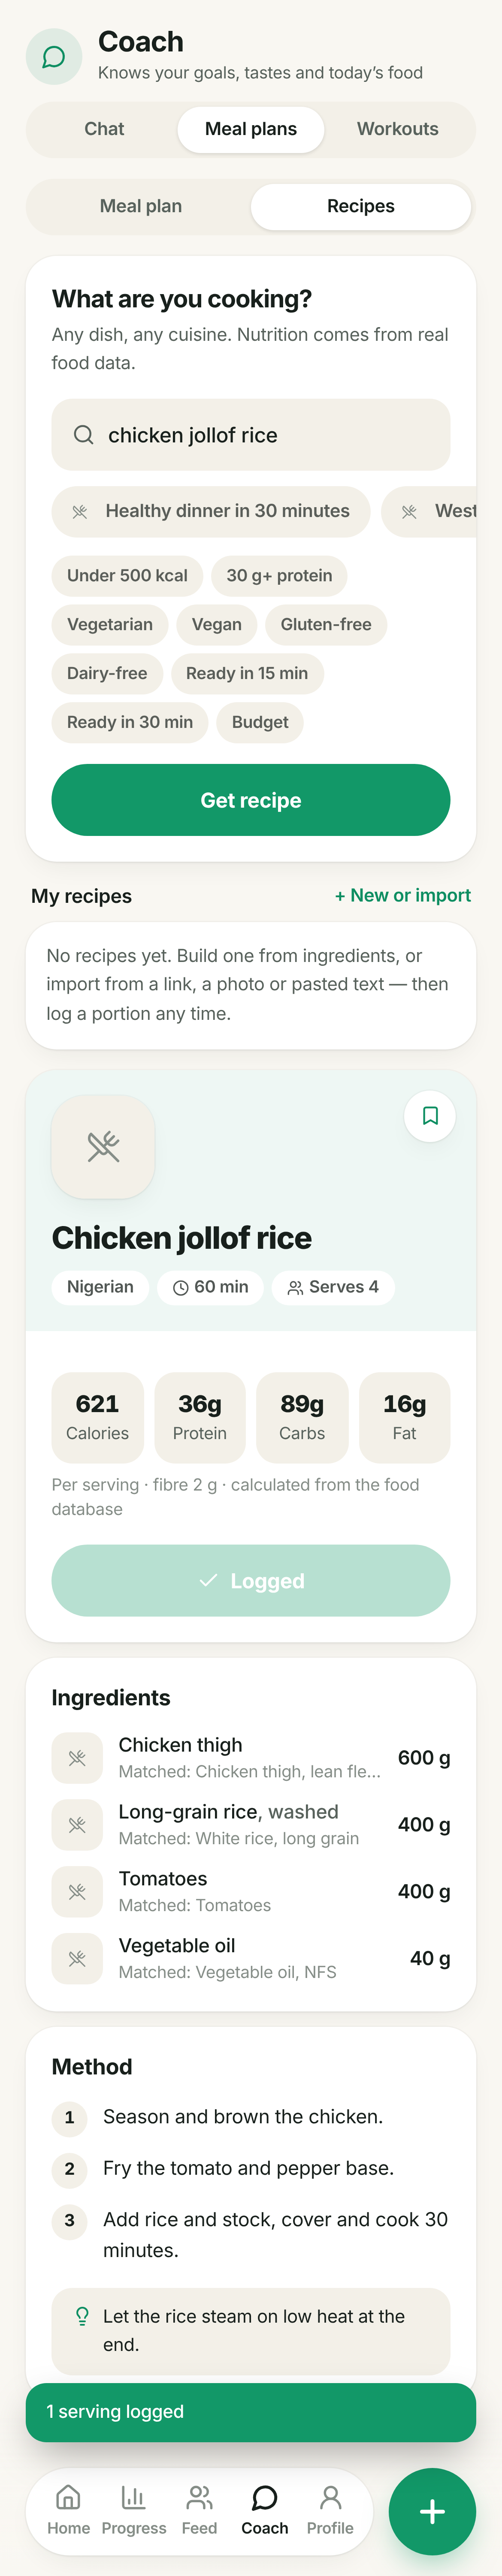 Coach
Knows your goals, tastes and today's food
Chat
Meal plans
Workouts
Meal plan
Recipes
What are you cooking?
Any dish, any cuisine. Nutrition comes from real
food data.
chicken jollof rice
Healthy dinner in 30 minutes
West
Under 500 kcal
30 g+ protein
Vegetarian
Vegan
Gluten-free
Dairy-free
Ready in 15 min
Ready in 30 min
Budget
Get recipe
My recipes
+ New or import
No recipes yet. Build one from ingredients, or
import from a link, a photo or pasted text — then
log a portion any time.
Chicken jollof rice
Nigerian
60 min
Serves 4
621
Calories
36g
Protein
89g
Carbs
16g
Fat
Per serving · fibre 2 g · calculated from the food
database
Logged
Ingredients
Chicken thigh
Matched: Chicken thigh, lean fle...
600 g
Long-grain rice, washed
Matched: White rice, long grain
400 g
Tomatoes
Matched: Tomatoes
400 g
Vegetable oil
Matched: Vegetable oil, NFS
40 g
Method
1 Season and brown the chicken.
2 Fry the tomato and pepper base.
3 Add rice and stock, cover and cook 30
minutes.
Let the rice steam on low heat at the
end.
1 serving logged
Home
Progress
Feed
Coach
Profile